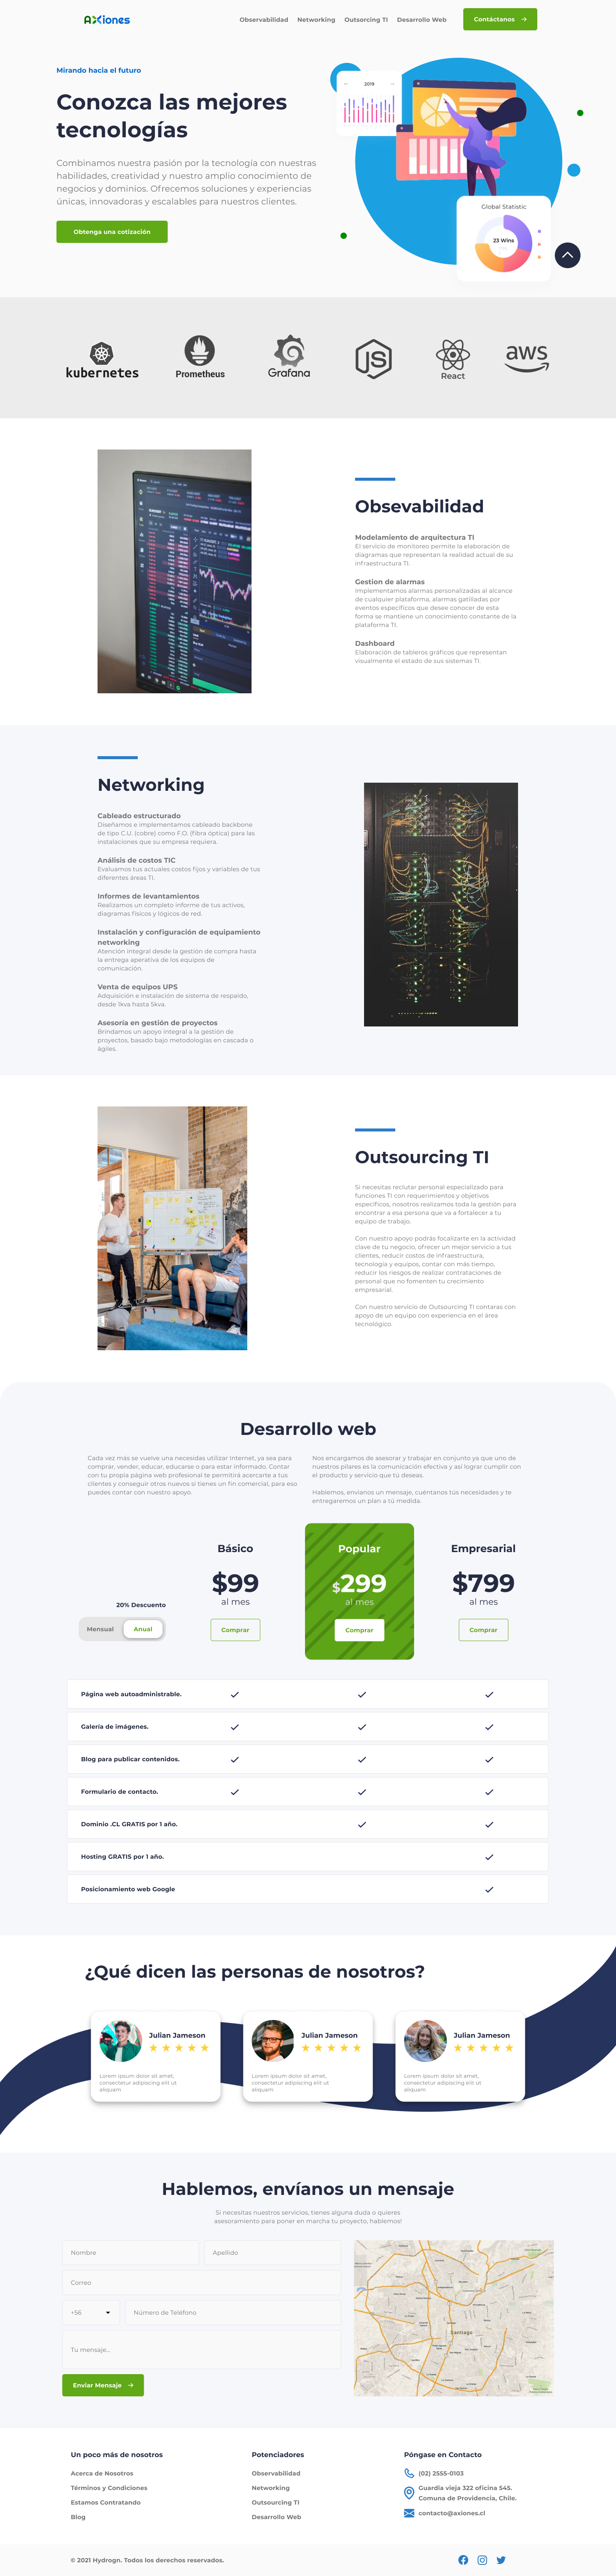 AXiones
Observabilidad
Networking
Outsorcing TI
Desarrollo Web
Contáctanos
Mirando hacia el futuro
Conozca las mejores
tecnologías
Combinamos nuestra pasión por la tecnología con nuestras
habilidades, creatividad y nuestro amplio conocimiento de
negocios y dominios. Ofrecemos soluciones y experiencias
únicas, innovadoras y escalables para nuestros clientes.
Obtenga una cotización
2019
Global Statistic
23 Wins
kubernetes
Prometheus
Grafana
JS
React
aws
Obsevabilidad
Modelamiento de arquitectura TI
El servicio de monitoreo permite la elaboración de
diagramas que representan la realidad actual de su
infraestructura TI.
Gestion de alarmas
Implementamos alarmas personalizadas al alcance
de cualquier plataforma, alarmas gatilladas por
eventos específicos que desee conocer de esta
forma se mantiene un conocimiento constante de la
plataforma TI.
Dashboard
Elaboración de tableros gráficos que representan
visualmente el estado de sus sistemas TI.
Networking
Cableado estructurado
Diseñamos e implementamos cableado backbone
de tipo C.U. (cobre) como F.O. (fibra óptica) para las
instalaciones que su empresa requiera.
Análisis de costos TIC
Evaluamos tus actuales costos fijos y variables de tus
diferentes áreas TI.
Informes de levantamientos
Realizamos un completo informe de tus activos,
diagramas físicos y lógicos de red.
Instalación y configuración de equipamiento
networking
Atención integral desde la gestión de compra hasta
la entrega aperativa de los equipos de
comunicación.
Venta de equipos UPS
Adquisición e instalación de sistema de respaldo,
desde 1kva hasta 5kva.
Asesoría en gestión de proyectos
Brindamos un apoyo integral a la gestión de
proyectos, basado bajo metodologías en cascada o
ágiles.
Outsourcing TI
Si necesitas reclutar personal especializado para
funciones TI con requerimientos y objetivos
específicos, nosotros realizamos toda la gestión para
encontrar a esa persona que va a fortalecer a tu
equipo de trabajo.
Con nuestro apoyo podrás focalizarte en la actividad
clave de tu negocio, ofrecer un mejor servicio a tus
clientes, reducir costos de infraestructura,
tecnología y equipos, contar con más tiempo,
reducir los riesgos de realizar contrataciones de
personal que no fomenten tu crecimiento
empresarial.
Con nuestro servicio de Outsourcing TI contaras con
apoyo de un equipo con experiencia en el área
tecnológico
Desarrollo web
Cada vez más se vuelve una necesidas utilizar Internet, ya sea para
comprar, vender, educar, educarse o para estar informado. Contar
con tu propia página web profesional te permitirá acercarte a tus
clientes y conseguir otros nuevos si tienes un fin comercial, para eso
puedes contar con nuestro apoyo.
Nos encargamos de asesorar y trabajar en conjunto ya que uno de
nuestros pilares es la comunicación efectiva y así lograr cumplir con
el producto y servicio que tú deseas.
Hablemos, envíanos un mensaje, cuéntanos tús necesidades y te
entregaremos un plan a tú medida.
20% Descuento
Mensual
Anual
Básico
$99
al mes
Comprar
Popular
$299
al mes
Comprar
Empresarial
$799
al mes
Comprar
Página web autoadministrable.
Galería de imágenes.
Blog para publicar contenidos.
Formulario de contacto.
Dominio .CL GRATIS por 1 año.
Hosting GRATIS por 1 año.
Posicionamiento web Google
¿Qué dicen las personas de nosotros?
Julian Jameson
Lorem ipsum dolor sit amet,
consectetur adipiscing elit ut
aliquam
Julian Jameson
Lorem ipsum dolor sit amet,
consectetur adipiscing elit ut
aliquam
Julian Jameson
Lorem ipsum dolor sit amet,
consectetur adipiscing elit ut
aliquam
Hablemos, envíanos un mensaje
Si necesitas nuestros servicios, tienes alguna duda o quieres
asesoramiento para poner en marcha tu proyecto, hablemos!
Nombre
Apellido
Correo
+56
Número de Teléfono
Tu mensaje...
Enviar Mensaje
Santiago
Un poco más de nosotros
Acerca de Nosotros
Términos y Condiciones
Estamos Contratando
Blog
Potenciadores
Observabilidad
Networking
Outsourcing TI
Desarrollo Web
Póngase en Contacto
(02) 2555-0103
Guardia vieja 322 oficina 545.
Comuna de Providencia, Chile.
contacto@axiones.cl
© 2021 Hydrogn. Todos los derechos reservados.